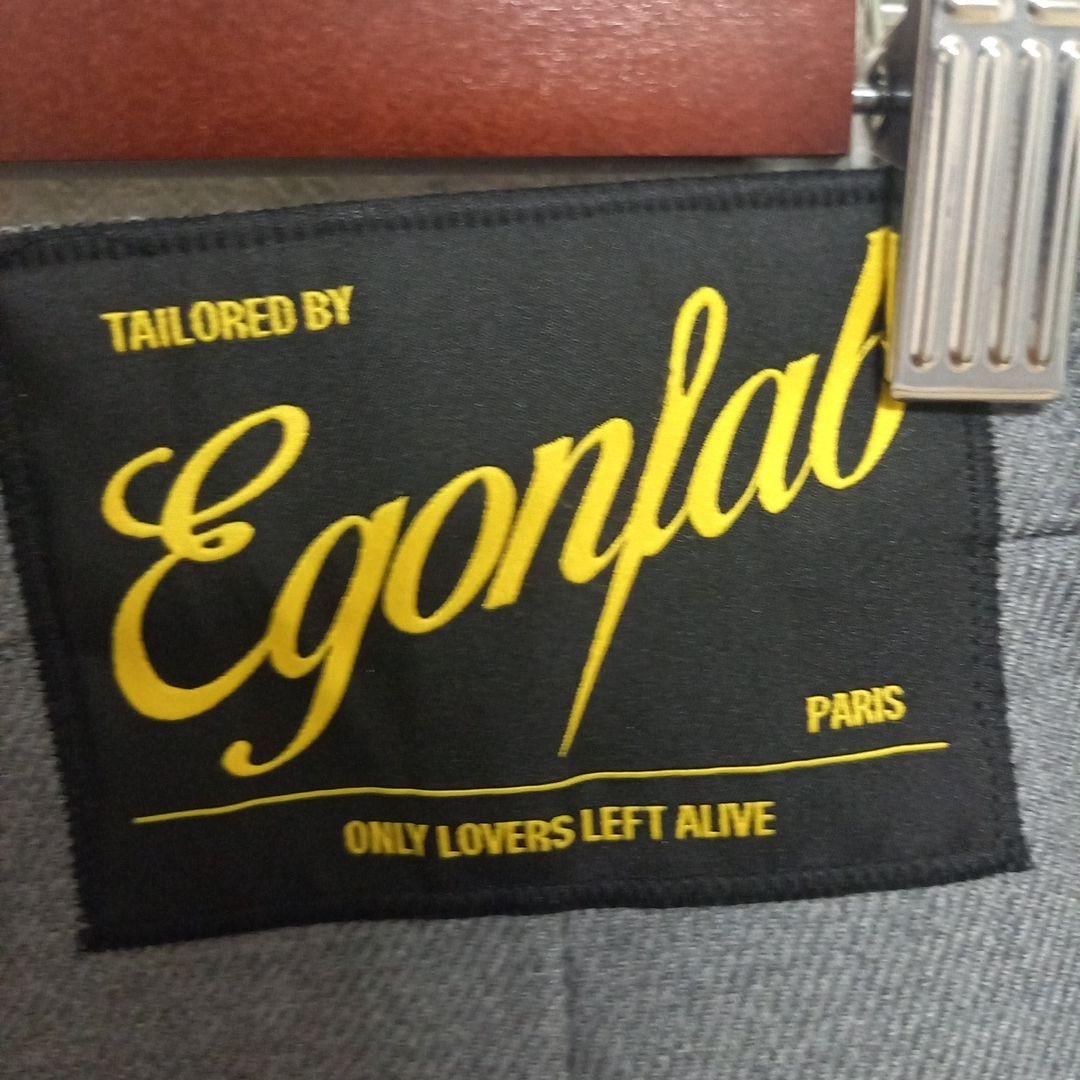 TAILORED BY
Egonlab
PARIS
ONLY LOVERS LEFT ALIVE